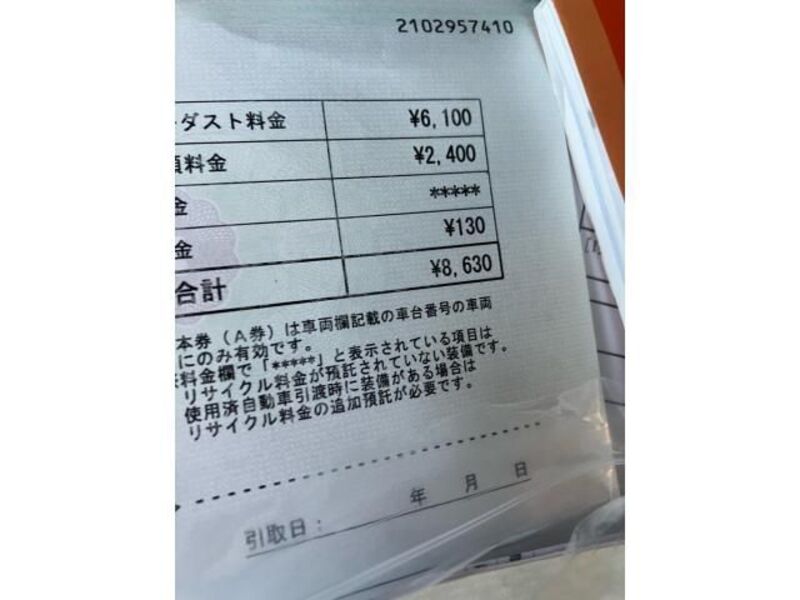 2102957410
ダスト料金 ¥6,100
類料金 ¥2,400
金 *****
金 ¥130
合計 ¥8,630
本券（A券）は車両欄記載の車台番号の車両
にのみ有効です。
料金欄で「*****」と表示されている項目は
リサイクル料金が預託されていない装備です。
使用済自動車引渡時に装備がある場合は
リサイクル料金の追加預託が必要です。
引取日： 年 月 日